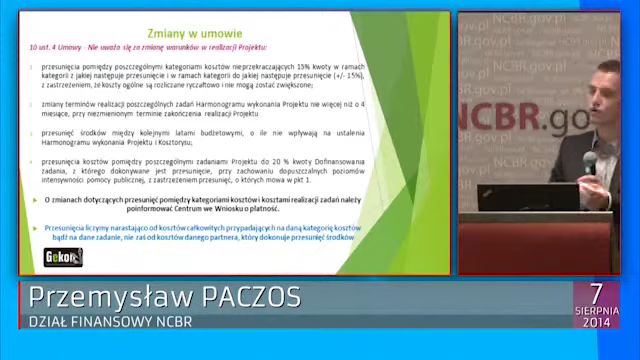 Zmiany w umowie
10 ust. 4 Umowy - Nie uważa się za zmianę warunków w realizacji Projektu:
przesunięcia pomiędzy poszczególnymi kategoriami kosztów nieprzekraczających 15% kwoty w ramach
kategorii z jakiej następuje przesunięcie i w ramach kategorii do jakiej następuje przesunięcie (+/- 15%),
z zastrzeżeniem, że koszty ogólne są rozliczane ryczałtowo i nie mogą zostać zwiększone;
zmiany terminów realizacji poszczególnych zadań Harmonogramu wykonania Projektu nie więcej niż o 4
miesiące, przy niezmienionym terminie zakończenia realizacji Projektu
przesunięć środków między kolejnymi latami budżetowymi, o ile nie wpływają na ustalenia
Harmonogramu wykonania Projektu i Kosztorysu;
przesunięcia kosztów pomiędzy poszczególnymi zadaniami Projektu do 20 % kwoty Dofinansowania
zadania, z którego dokonywane jest przesunięcie, przy zachowaniu dopuszczalnych poziomów
intensywności pomocy publicznej, z zastrzeżeniem przesunięć, o których mowa w pkt 1.
O zmianach dotyczących przesunięć pomiędzy kategoriami kosztów i kosztami realizacji zadań należy
poinformować Centrum we Wniosku o płatność.
Przesunięcia liczymy narastająco od kosztów całkowitych przypadających na daną kategorię kosztów
bądź na dane zadanie, nie zaś od kosztów danego partnera, który dokonuje przesunięć środków
Gekon
NCBR.gov.pl
NCBR.go
Przemysław PACZOS
DZIAŁ FINANSOWY NCBR
7
SIERPNIA
2014